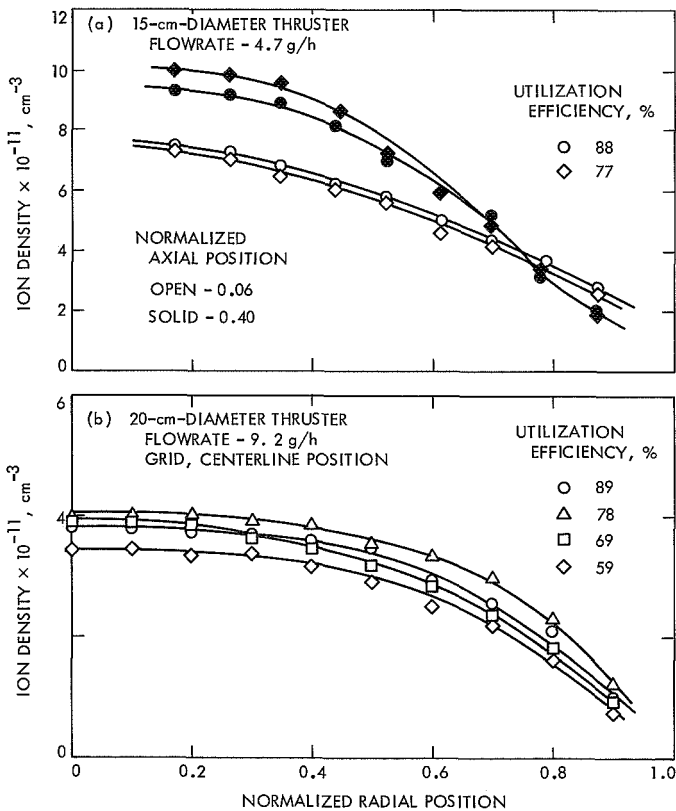 (a) 15-cm-DIAMETER THRUSTER
FLOWRATE - 4.7 g/h
UTILIZATION
EFFICIENCY, %
88
77
NORMALIZED
AXIAL POSITION
OPEN - 0.06
SOLID - 0.40
12
10
8
6
4
2
0
ION DENSITY × 10⁻¹¹, cm⁻³
(b) 20-cm-DIAMETER THRUSTER
FLOWRATE - 9.2 g/h
GRID, CENTERLINE POSITION
UTILIZATION
EFFICIENCY, %
89
78
69
59
6
4
0
ION DENSITY × 10⁻¹¹, cm⁻³
0 0.2 0.4 0.6 0.8 1.0
NORMALIZED RADIAL POSITION